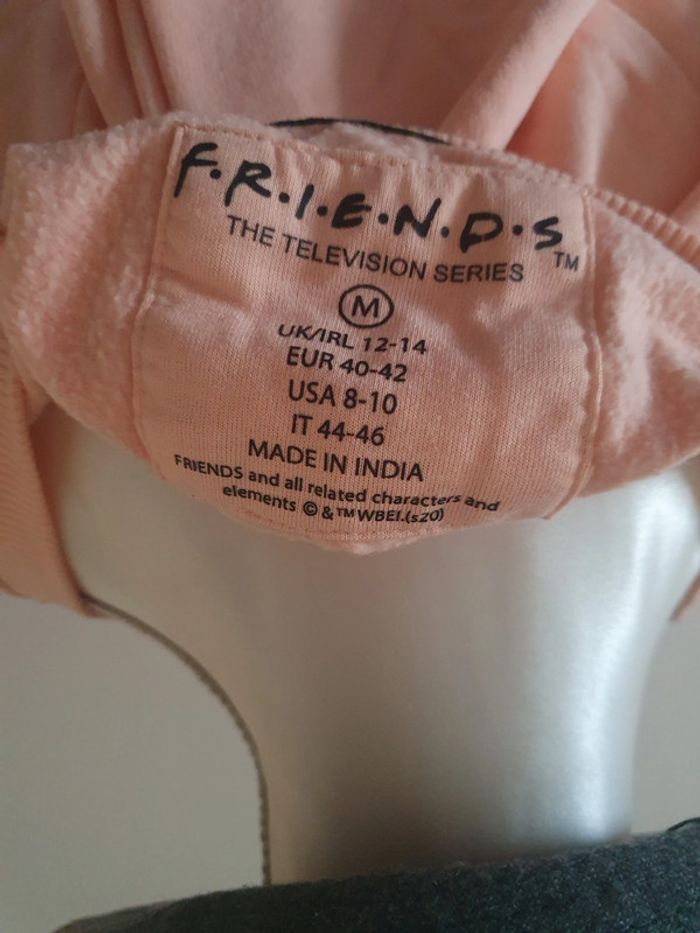 F.R.I.E.N.D.S TM
THE TELEVISION SERIES
M
UK/IRL 12-14
EUR 40-42
USA 8-10
IT 44-46
MADE IN INDIA
FRIENDS and all related characters and
elements © & TM WBEI.(s20)